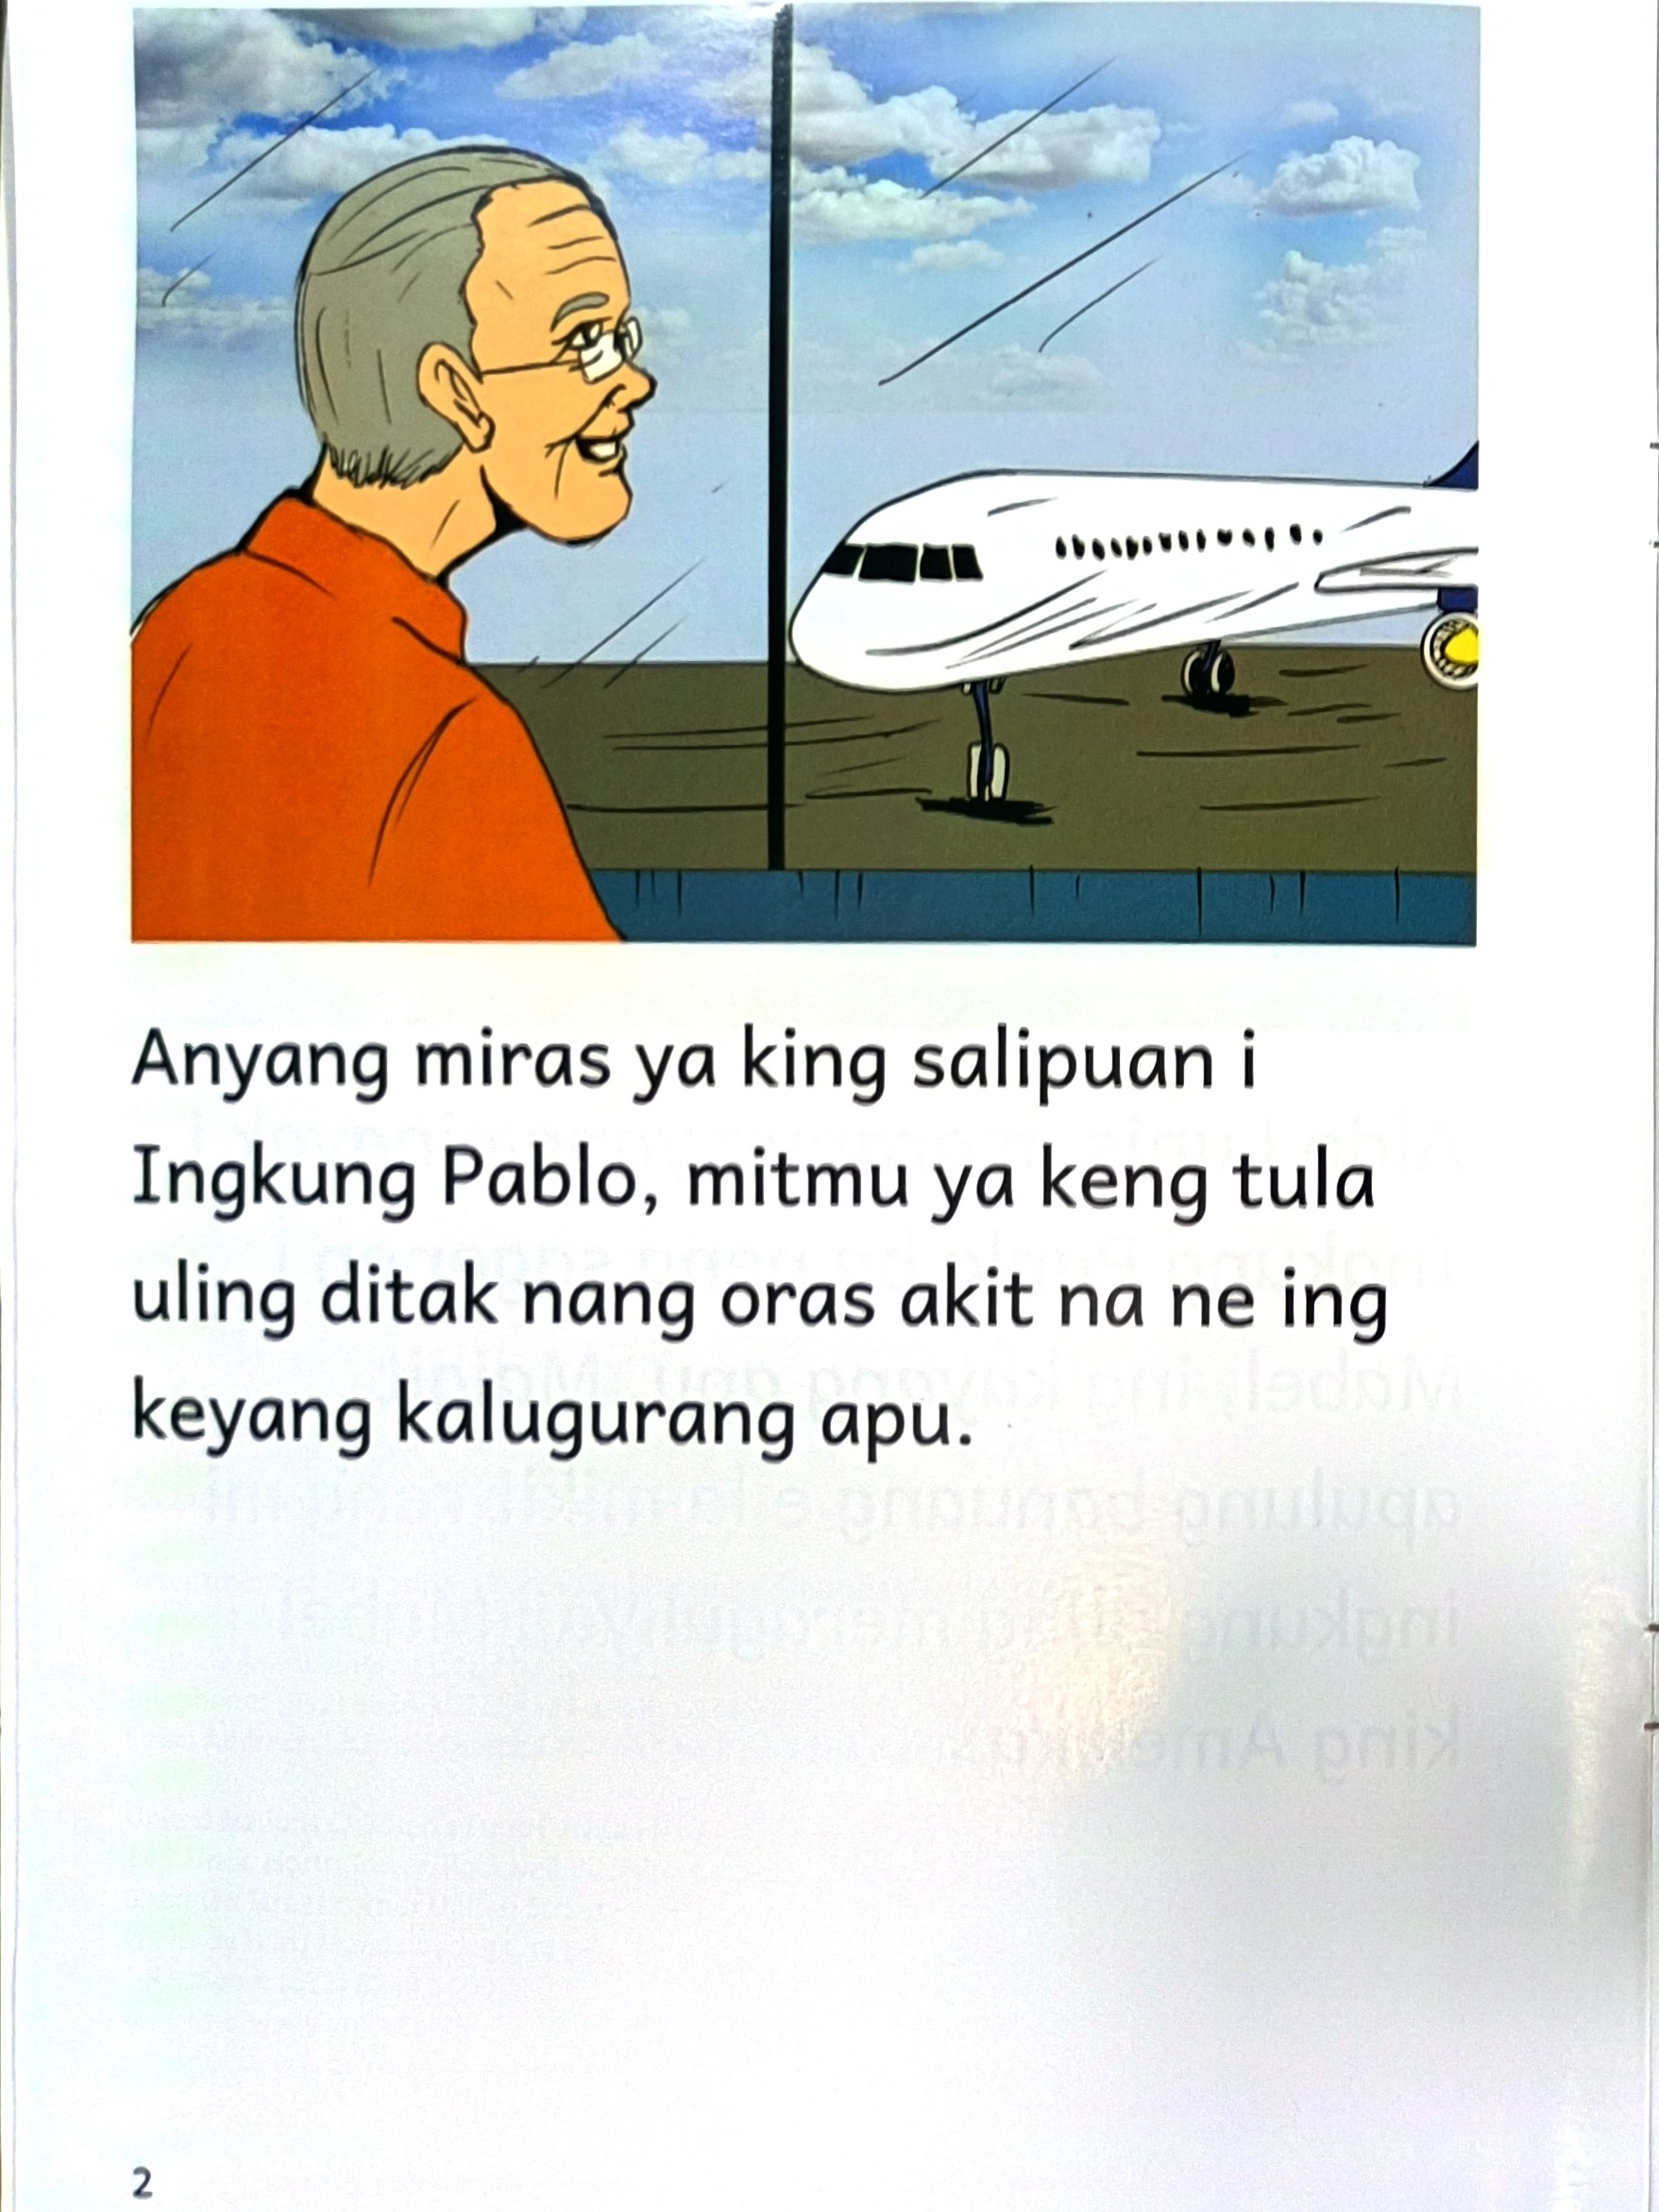 Anyang miras ya king salipuan i
Ingkung Pablo, mitmu ya keng tula
uling ditak nang oras akit na ne ing
keyang kalugurang apu.
2